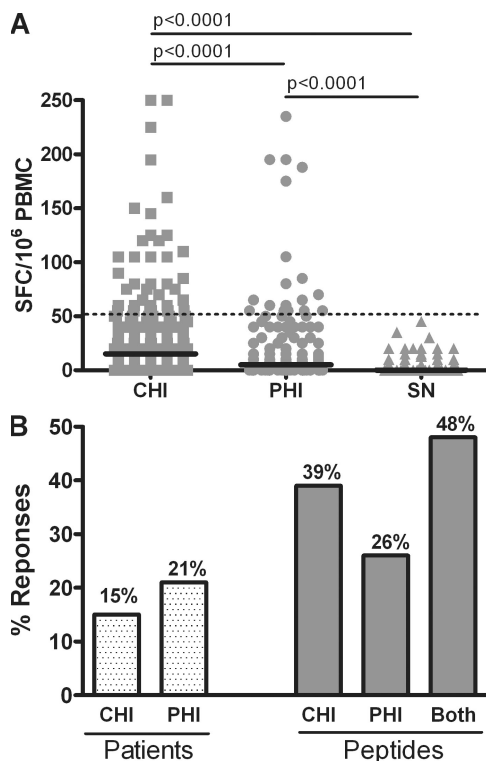 A
p<0.0001
p<0.0001
p<0.0001
SFC/10⁶ PBMC
250
200
150
100
50
0
CHI PHI SN
B
% Reponses
50
40
30
20
10
0
15% 21% 39% 26% 48%
CHI PHI CHI PHI Both
Patients Peptides